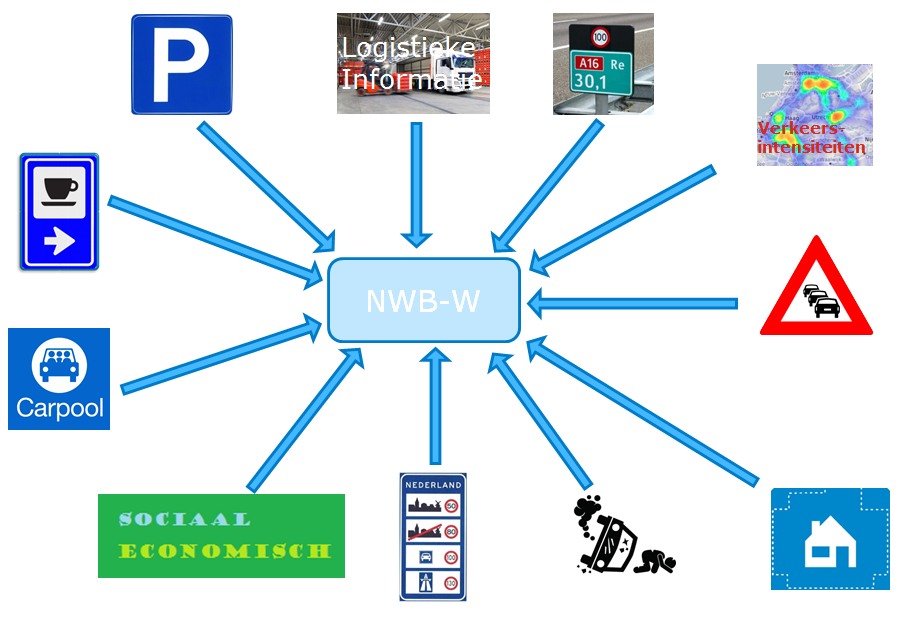 P
Logistieke
Informatie
100
A16 Re
30,1
Verkeers-
intensiteiten
NWB-W
Carpool
SOCIAAL
ECONOMISCH
NEDERLAND
50
80
100
130